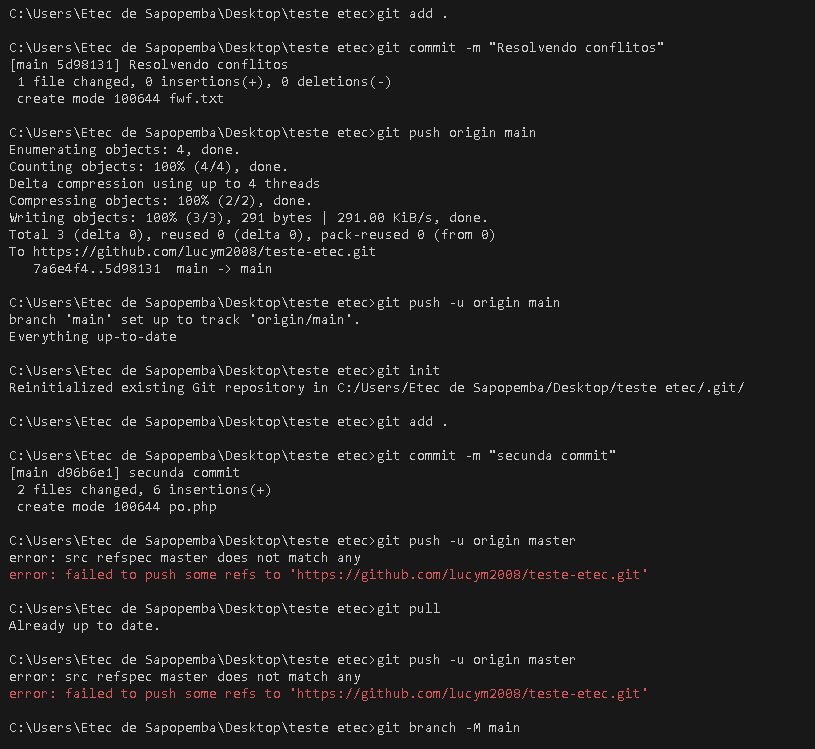 C:\Users\Etec de Sapopemba\Desktop\teste etec>git add .
C:\Users\Etec de Sapopemba\Desktop\teste etec>git commit -m "Resolvendo conflitos"
[main 5d98131] Resolvendo conflitos
 1 file changed, 0 insertions(+), 0 deletions(-)
 create mode 100644 fwf.txt
C:\Users\Etec de Sapopemba\Desktop\teste etec>git push origin main
Enumerating objects: 4, done.
Counting objects: 100% (4/4), done.
Delta compression using up to 4 threads
Compressing objects: 100% (2/2), done.
Writing objects: 100% (3/3), 291 bytes | 291.00 KiB/s, done.
Total 3 (delta 0), reused 0 (delta 0), pack-reused 0 (from 0)
To https://github.com/lucym2008/teste-etec.git
   7a6e4f4..5d98131  main -> main
C:\Users\Etec de Sapopemba\Desktop\teste etec>git push -u origin main
branch 'main' set up to track 'origin/main'.
Everything up-to-date
C:\Users\Etec de Sapopemba\Desktop\teste etec>git init
Reinitialized existing Git repository in C:/Users/Etec de Sapopemba/Desktop/teste etec/.git/
C:\Users\Etec de Sapopemba\Desktop\teste etec>git add .
C:\Users\Etec de Sapopemba\Desktop\teste etec>git commit -m "secunda commit"
[main d96b6e1] secunda commit
 2 files changed, 6 insertions(+)
 create mode 100644 po.php
C:\Users\Etec de Sapopemba\Desktop\teste etec>git push -u origin master
error: src refspec master does not match any
error: failed to push some refs to 'https://github.com/lucym2008/teste-etec.git'
C:\Users\Etec de Sapopemba\Desktop\teste etec>git pull
Already up to date.
C:\Users\Etec de Sapopemba\Desktop\teste etec>git push -u origin master
error: src refspec master does not match any
error: failed to push some refs to 'https://github.com/lucym2008/teste-etec.git'
C:\Users\Etec de Sapopemba\Desktop\teste etec>git branch -M main